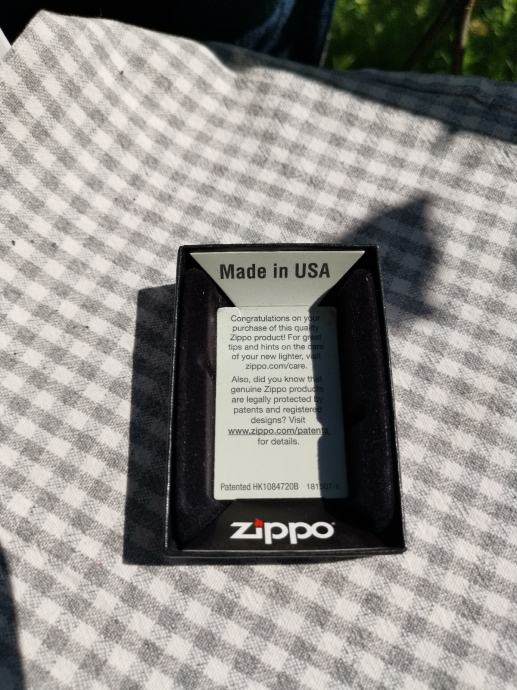 Made in USA
Congratulations on your
purchase of this quality
Zippo product! For great
tips and hints on the care
of your new lighter, visit
zippo.com/care.
Also, did you know that
genuine Zippo products
are legally protected by
patents and registered
designs? Visit
www.zippo.com/patents
for details.
Patented HK1084720B
zippo